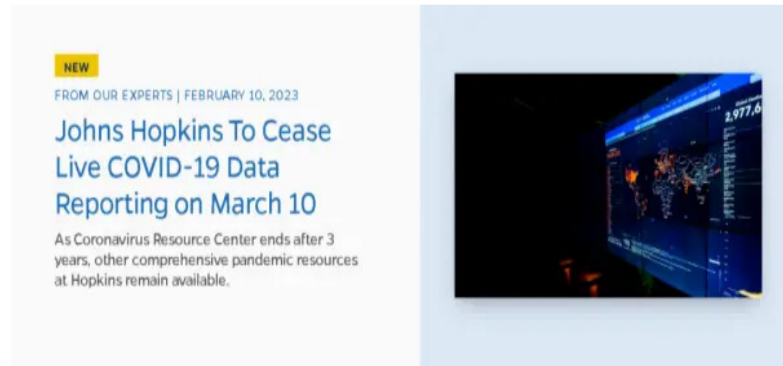 NEW
FROM OUR EXPERTS | FEBRUARY 10, 2023
Johns Hopkins To Cease
Live COVID-19 Data
Reporting on March 10
As Coronavirus Resource Center ends after 3
years, other comprehensive pandemic resources
at Hopkins remain available.
2,977,6